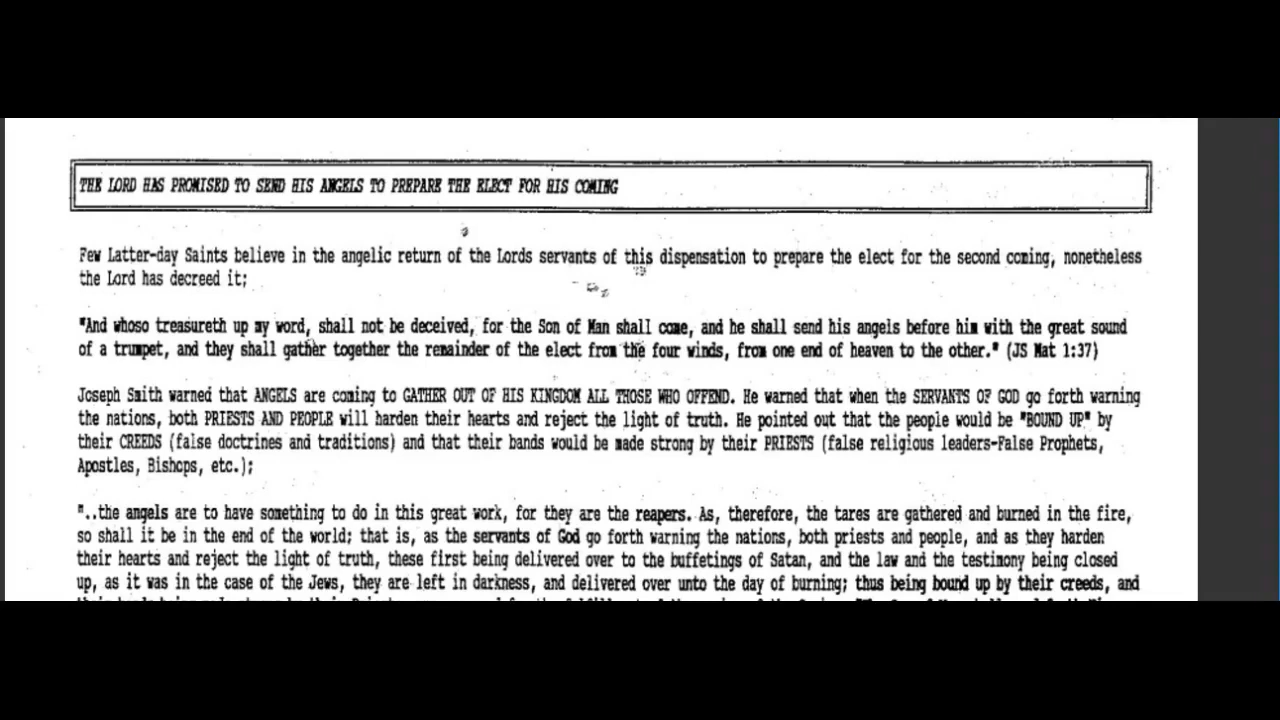 THE LORD HAS PROMISED TO SEND HIS ANGELS TO PREPARE THE ELECT FOR HIS COMING
Few Latter-day Saints believe in the angelic return of the Lords servants of this dispensation to prepare the elect for the second coming, nonetheless
the Lord has decreed it;
"And whoso treasureth up my word, shall not be deceived, for the Son of Man shall come, and he shall send his angels before him with the great sound
of a trumpet, and they shall gather together the remainder of the elect from the four winds, from one end of heaven to the other." (JS Mat 1:37)
Joseph Smith warned that ANGELS are coming to GATHER OUT OF HIS KINGDOM ALL THOSE WHO OFFEND. He warned that when the SERVANTS OF GOD go forth warning
the nations, both PRIESTS AND PEOPLE will harden their hearts and reject the light of truth. He pointed out that the people would be "BOUND UP" by
their CREEDS (false doctrines and traditions) and that their bands would be made strong by their PRIESTS (false religious leaders-False Prophets,
Apostles, Bishops, etc.);
"..the angels are to have something to do in this great work, for they are the reapers. As, therefore, the tares are gathered and burned in the fire,
so shall it be in the end of the world; that is, as the servants of God go forth warning the nations, both priests and people, and as they harden
their hearts and reject the light of truth, these first being delivered over to the buffetings of Satan, and the law and the testimony being closed
up, as it was in the case of the Jews, they are left in darkness, and delivered over unto the day of burning; thus being bound up by their creeds, and